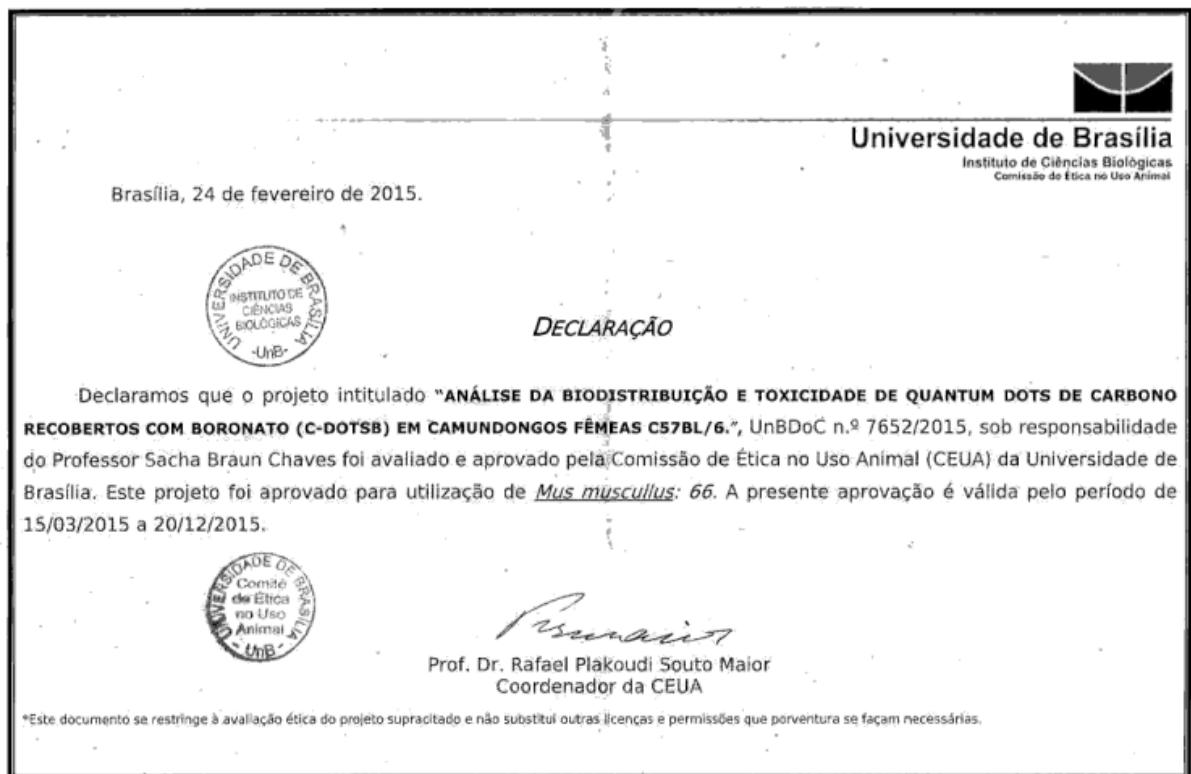 Universidade de Brasília
Instituto de Ciências Biológicas
Comissão de Ética no Uso Animal
Brasília, 24 de fevereiro de 2015.
UNIVERSIDADE DE BRASÍLIA
INSTITUTO DE
CIÊNCIAS
BIOLÓGICAS
-UnB-
DECLARAÇÃO
Declaramos que o projeto intitulado "ANÁLISE DA BIODISTRIBUIÇÃO E TOXICIDADE DE QUANTUM DOTS DE CARBONO
RECOBERTOS COM BORONATO (C-DOTSB) EM CAMUNDONGOS FÊMEAS C57BL/6.", UnBDoC n.º 7652/2015, sob responsabilidade
do Professor Sacha Braun Chaves foi avaliado e aprovado pela Comissão de Ética no Uso Animal (CEUA) da Universidade de
Brasília. Este projeto foi aprovado para utilização de Mus muscullus: 66. A presente aprovação é válida pelo período de
15/03/2015 a 20/12/2015.
UNIVERSIDADE DE BRASÍLIA
Comitê
de Ética
no Uso
Animal
- UnB -
Prof. Dr. Rafael Plakoudi Souto Maior
Coordenador da CEUA
*Este documento se restringe à avaliação ética do projeto supracitado e não substitui outras licenças e permissões que porventura se façam necessárias.